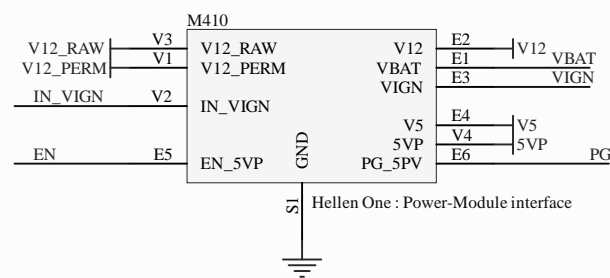 M410
V12_RAW V3 V12_RAW V12 E2 V12
V12_PERM V1 V12_PERM VBAT E1 VBAT
VIGN E3 VIGN
IN_VIGN V2 IN_VIGN
V5 E4 V5
5VP V4 5VP
EN E5 EN_5VP GND PG_5PV E6 PG
S1 Hellen One : Power-Module interface